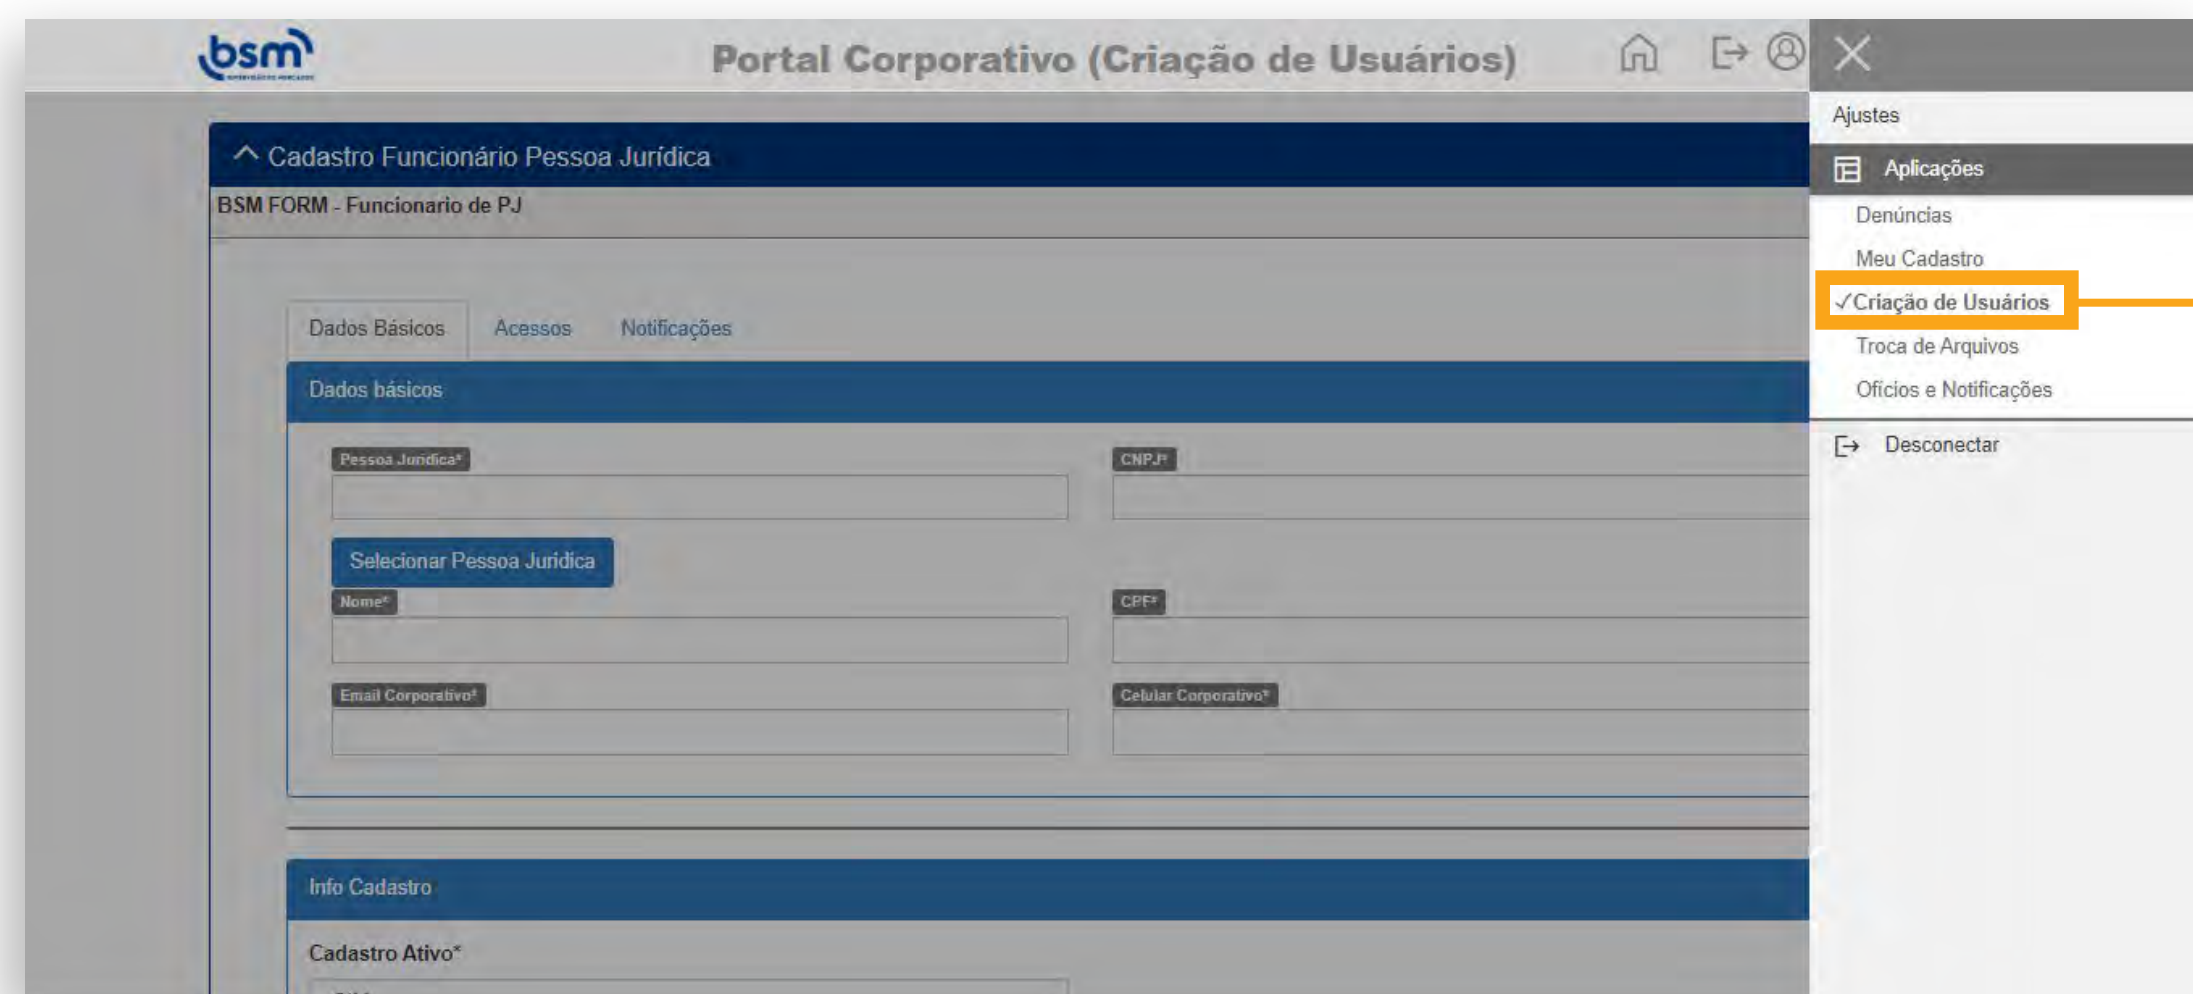 bsm
Portal Corporativo (Criação de Usuários)
Cadastro Funcionário Pessoa Jurídica
BSM FORM - Funcionario de PJ
Dados Básicos
Acessos
Notificações
Dados básicos
Pessoa Juridica*
CNPJ*
Selecionar Pessoa Juridica
Nome*
CPF*
Email Corporativo*
Celular Corporativo*
Info Cadastro
Cadastro Ativo*
Ajustes
Aplicações
Denúncias
Meu Cadastro
✓Criação de Usuários
Troca de Arquivos
Ofícios e Notificações
Desconectar